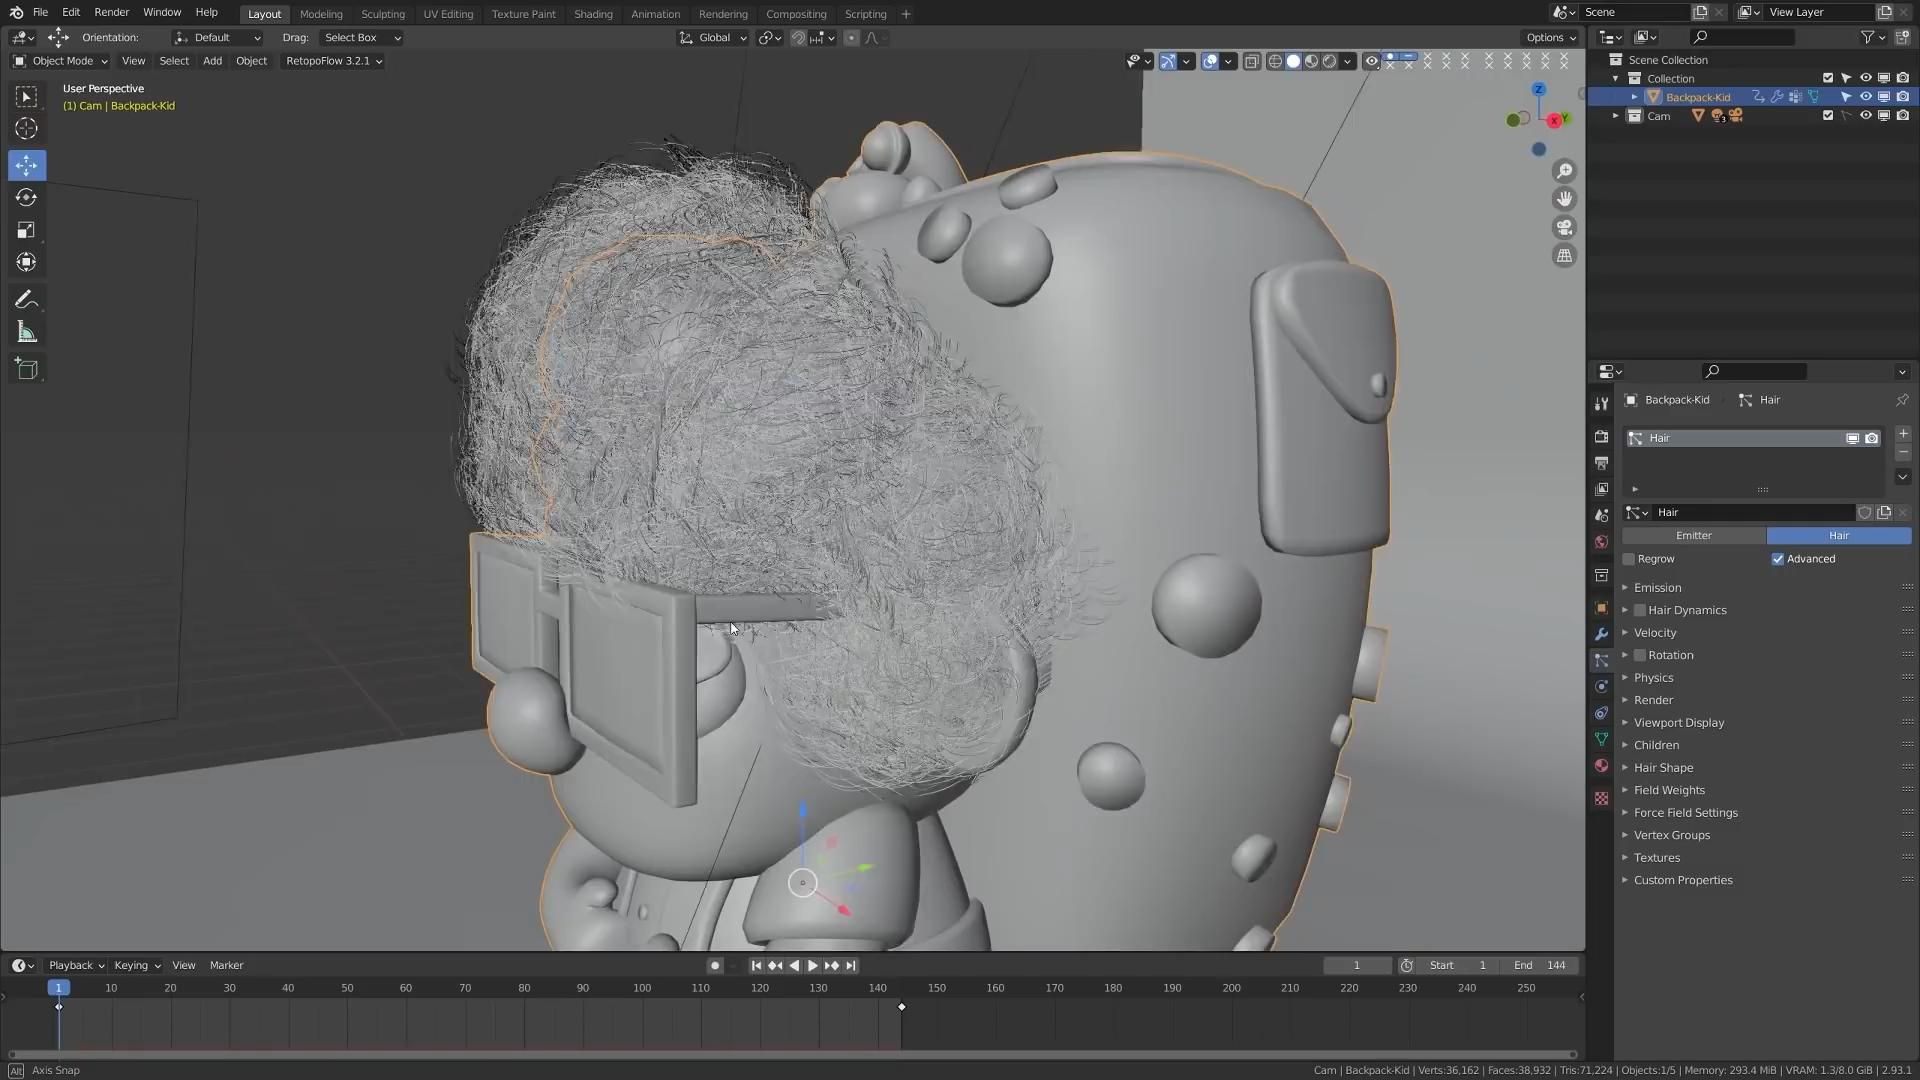 File Edit Render Window Help Layout Modeling Sculpting UV Editing Texture Paint Shading Animation Rendering Compositing Scripting + Scene View Layer
Orientation: Default Drag: Select Box Global Options
Object Mode View Select Add Object RetopoFlow 3.2.1
User Perspective
(1) Cam | Backpack-Kid
Z
X
Y
Scene Collection
Collection
Backpack-Kid
Cam 3
Backpack-Kid Hair
Hair
Hair
Emitter Hair
Regrow Advanced
Emission
Hair Dynamics
Velocity
Rotation
Physics
Render
Viewport Display
Children
Hair Shape
Field Weights
Force Field Settings
Vertex Groups
Textures
Custom Properties
Playback Keying View Marker 1 Start 1 End 144
1 10 20 30 40 50 60 70 80 90 100 110 120 130 140 150 160 170 180 190 200 210 220 230 240 250
Alt Axis Snap
Cam | Backpack-Kid | Verts:36,162 | Faces:38,932 | Tris:71,224 | Objects:1/5 | Memory: 293.4 MiB | VRAM: 1.3/8.0 GiB | 2.93.1